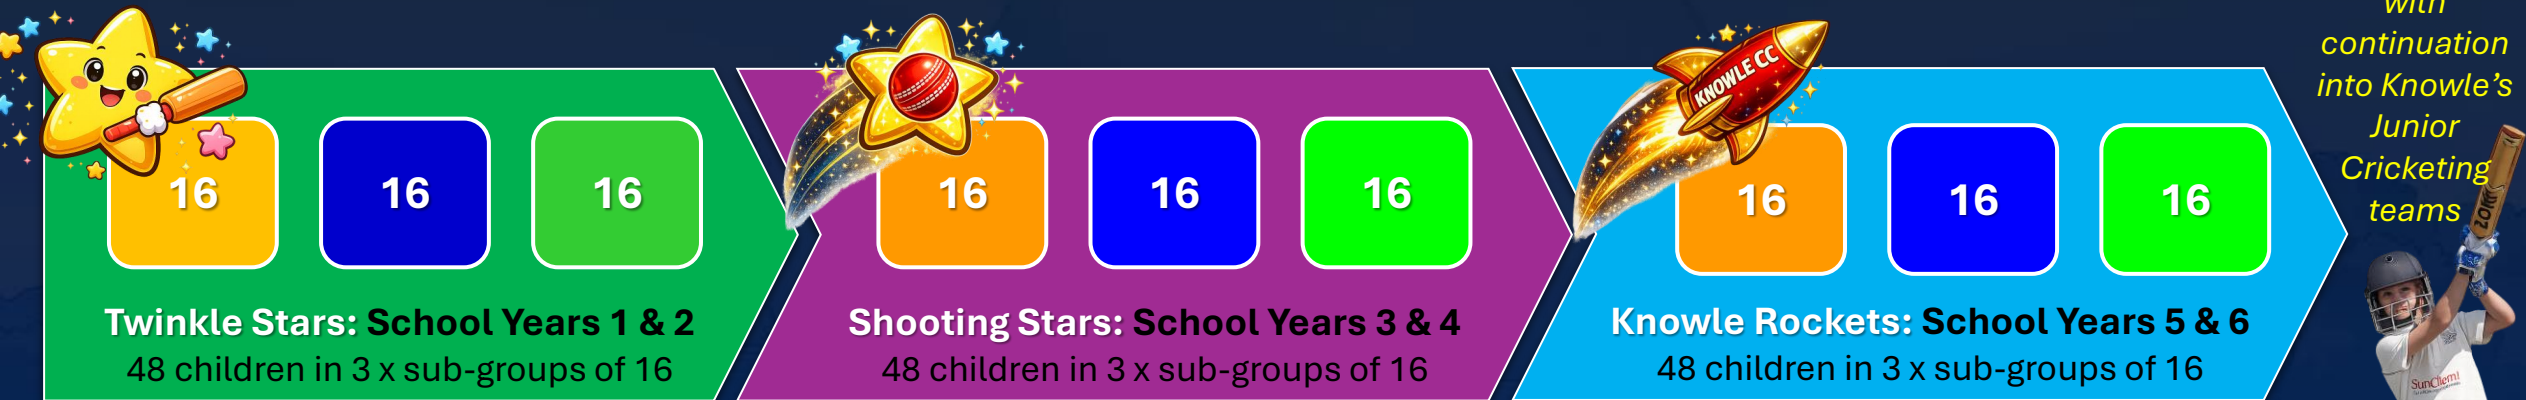 16
16
16
Twinkle Stars: School Years 1 & 2
48 children in 3 x sub-groups of 16
16
16
16
Shooting Stars: School Years 3 & 4
48 children in 3 x sub-groups of 16
KNOWLE CC
16
16
16
Knowle Rockets: School Years 5 & 6
48 children in 3 x sub-groups of 16
with
continuation
into Knowle's
Junior
Cricketing
teams